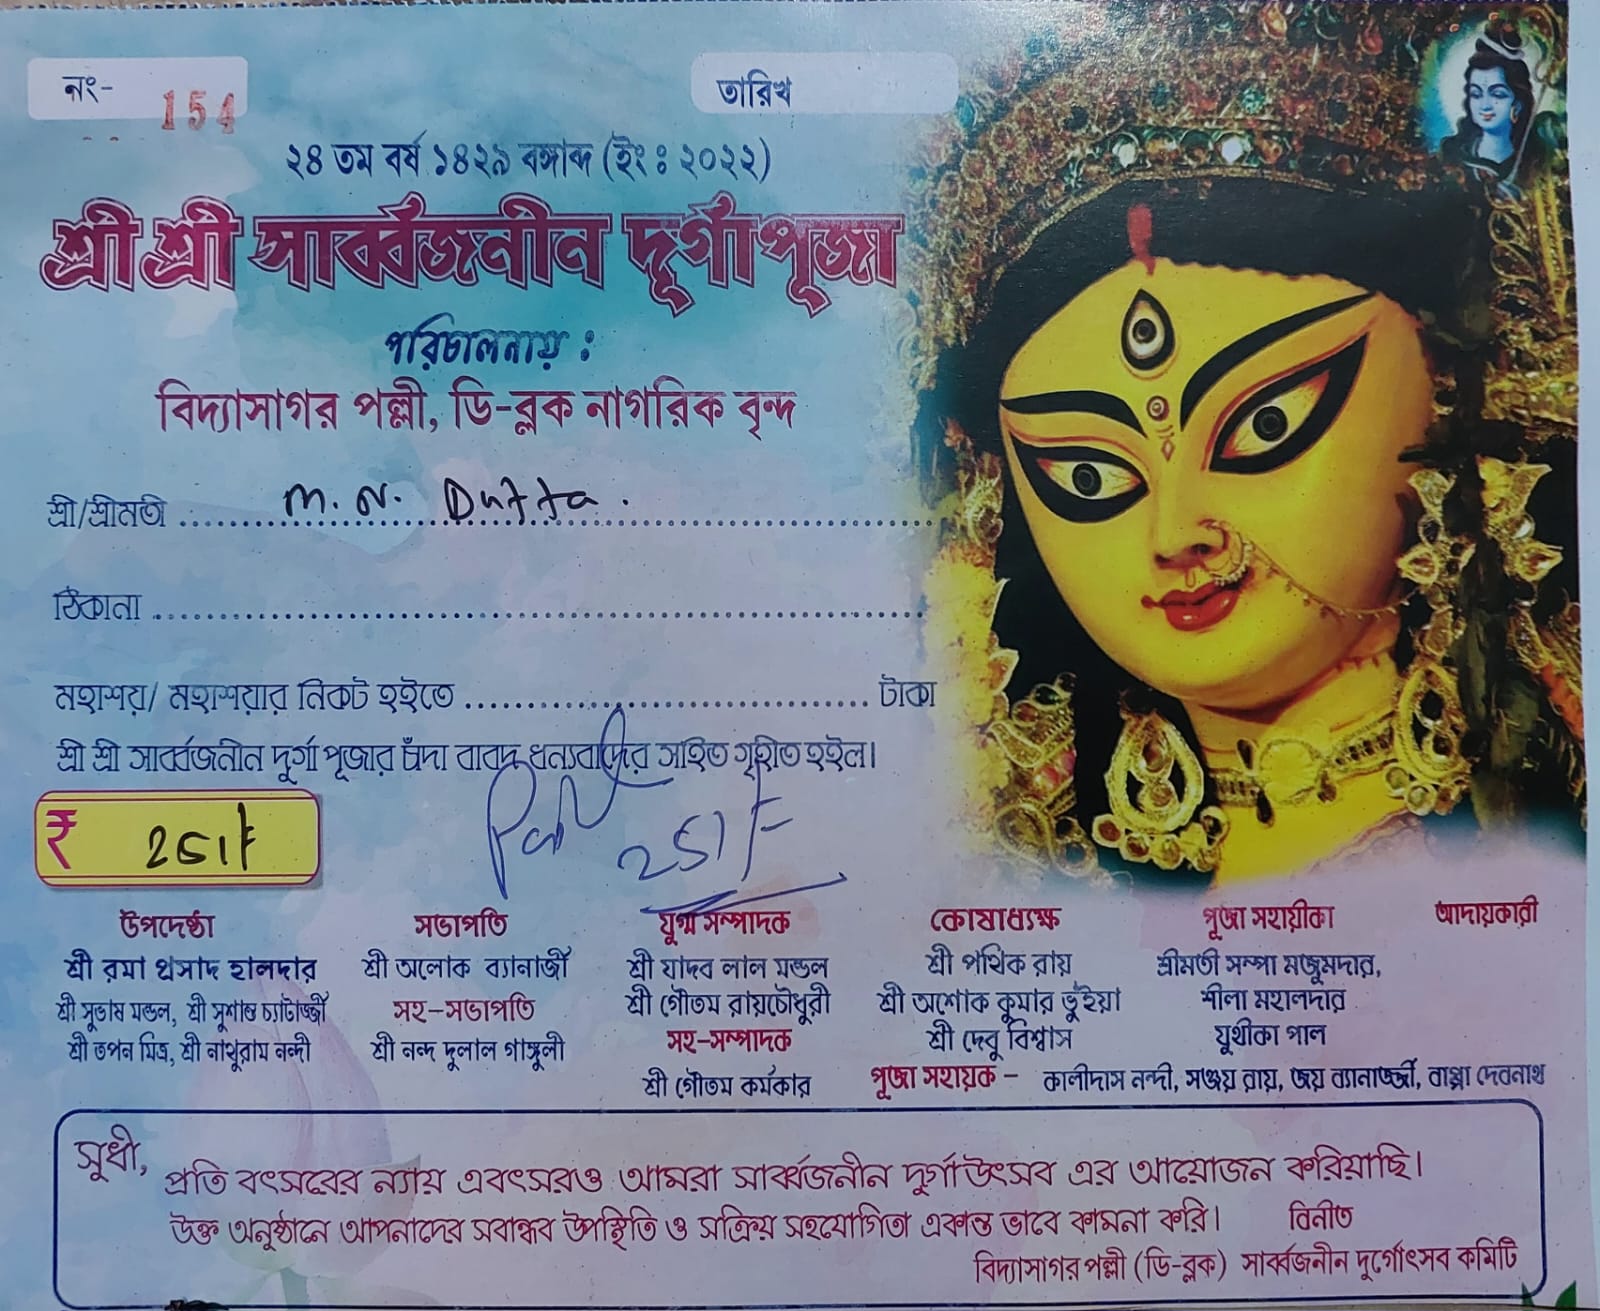 নং- 154
তারিখ
২৪ তম বর্ষ ১৪২৯ বঙ্গাব্দ (ইং : ২০২২)
শ্রী শ্রী সার্ব্বজনীন দূর্গাপূজা
পরিচালনায় :
বিদ্যাসাগর পল্লী, ডি-ব্লক নাগরিক বৃন্দ
শ্রী/শ্রীমতী .......... M. N. Dutta.
ঠিকানা ..........
মহাশয়/ মহাশয়ার নিকট হইতে .......... টাকা
শ্রী শ্রী সার্ব্বজনীন দুর্গা পূজার চাঁদা বাবদ ধন্যবাদের সহিত গৃহীত হইল।
₹ 251/-
Paid 251/-
উপদেষ্ঠা
শ্রী রমা প্রসাদ হালদার
শ্রী সুভাষ মন্ডল, শ্রী সুশান্ত চ্যাটার্জ্জী
শ্রী তপন মিত্র, শ্রী নাথুরাম নন্দী
সভাপতি
শ্রী অলোক ব্যানার্জী
সহ-সভাপতি
শ্রী নন্দ দুলাল গাঙ্গুলী
যুগ্ম সম্পাদক
শ্রী যাদব লাল মন্ডল
শ্রী গৌতম রায়চৌধুরী
সহ-সম্পাদক
শ্রী গৌতম কর্মকার
কোষাধ্যক্ষ
শ্রী পথিক রায়
শ্রী অশোক কুমার ভুঁইয়া
শ্রী দেবু বিশ্বাস
পূজা সহায়ীকা
শ্রীমতী সম্পা মজুমদার,
শীলা মহালদার
যুথীকা পাল
আদায়কারী
পূজা সহায়ক – কালীদাস নন্দী, সঞ্জয় রায়, জয় ব্যানার্জ্জী, বাপ্পা দেবনাথ
সুধী,
প্রতি বৎসরের ন্যায় এবৎসরও আমরা সার্ব্বজনীন দুর্গাউৎসব এর আয়োজন করিয়াছি।
উক্ত অনুষ্ঠানে আপনাদের সবান্ধব উপস্থিতি ও সক্রিয় সহযোগিতা একান্ত ভাবে কামনা করি।
বিনীত
বিদ্যাসাগর পল্লী (ডি-ব্লক) সার্ব্বজনীন দুর্গোৎসব কমিটি